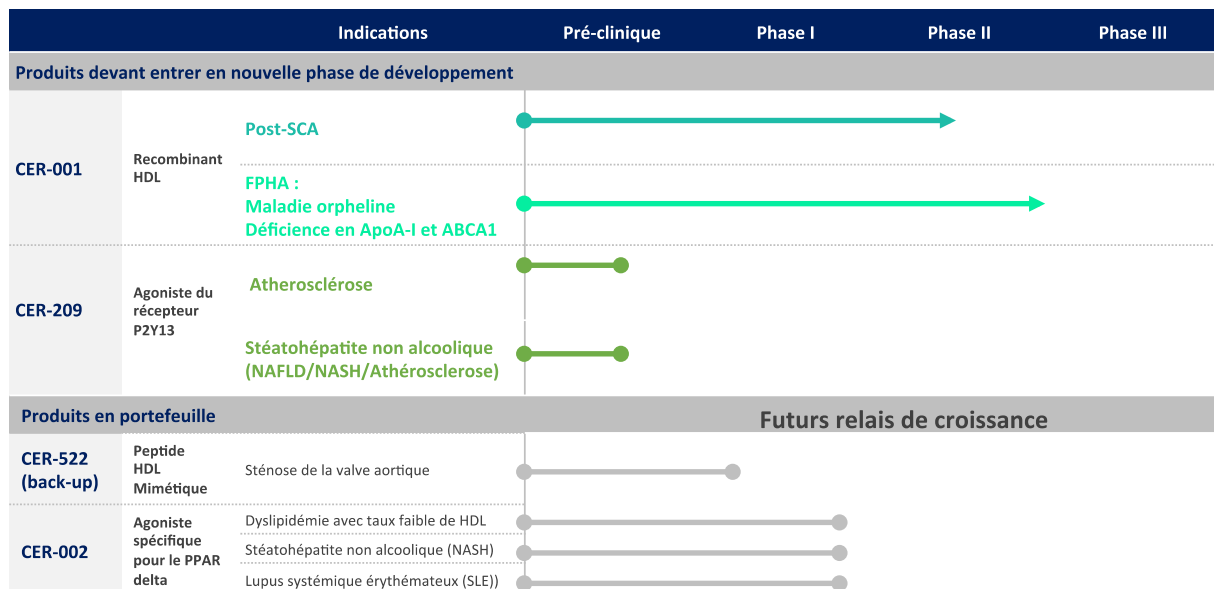 Indications Pré-clinique Phase I Phase II Phase III
Produits devant entrer en nouvelle phase de développement
CER-001
Recombinant
HDL
Post-SCA
FPHA :
Maladie orpheline
Déficience en ApoA-I et ABCA1
CER-209
Agoniste du
récepteur
P2Y13
Atherosclérose
Stéatohépatite non alcoolique
(NAFLD/NASH/Athérosclerose)
Produits en portefeuille
Futurs relais de croissance
CER-522
(back-up)
Peptide
HDL
Mimétique
Sténose de la valve aortique
CER-002
Agoniste
spécifique
pour le PPAR
delta
Dyslipidémie avec taux faible de HDL
Stéatohépatite non alcoolique (NASH)
Lupus systémique érythémateux (SLE))